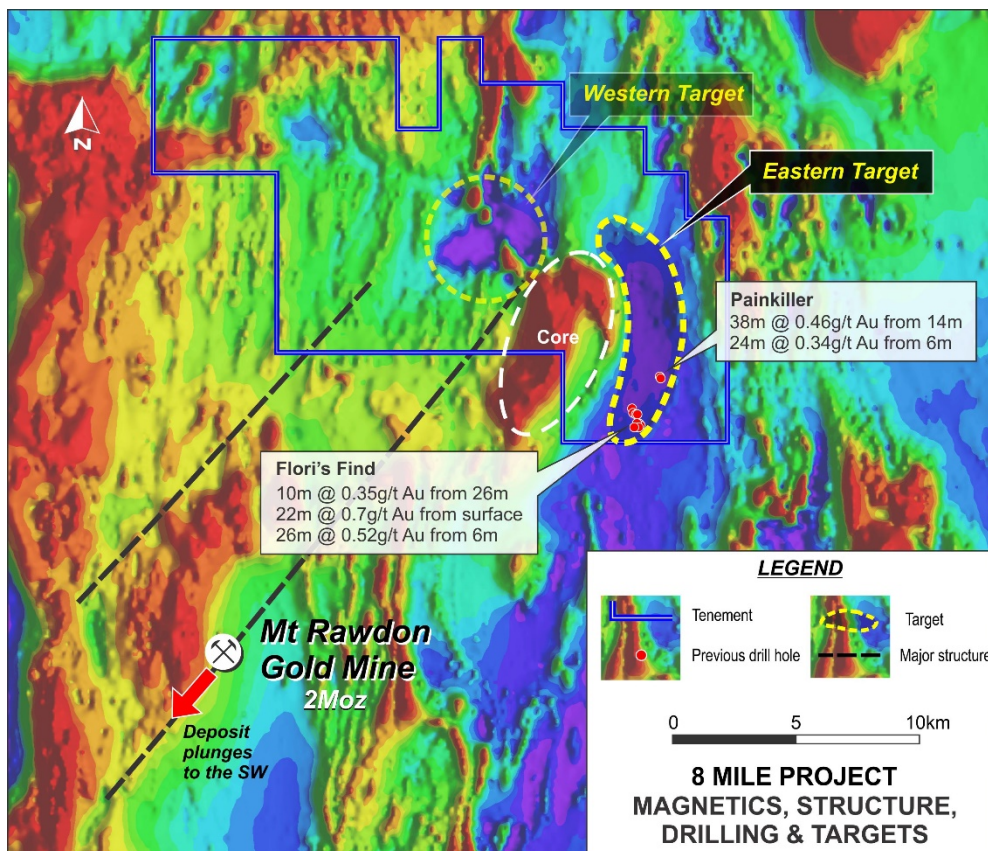 Western Target
N
Eastern Target
Painkiller
38m @ 0.46g/t Au from 14m
24m @ 0.34g/t Au from 6m
Core
Flori's Find
10m @ 0.35g/t Au from 26m
22m @ 0.7g/t Au from surface
26m @ 0.52g/t Au from 6m
Mt Rawdon
Gold Mine
2Moz
Deposit
plunges
to the SW
LEGEND
Tenement
Target
Previous drill hole
Major structure
0 5 10km
8 MILE PROJECT
MAGNETICS, STRUCTURE,
DRILLING & TARGETS